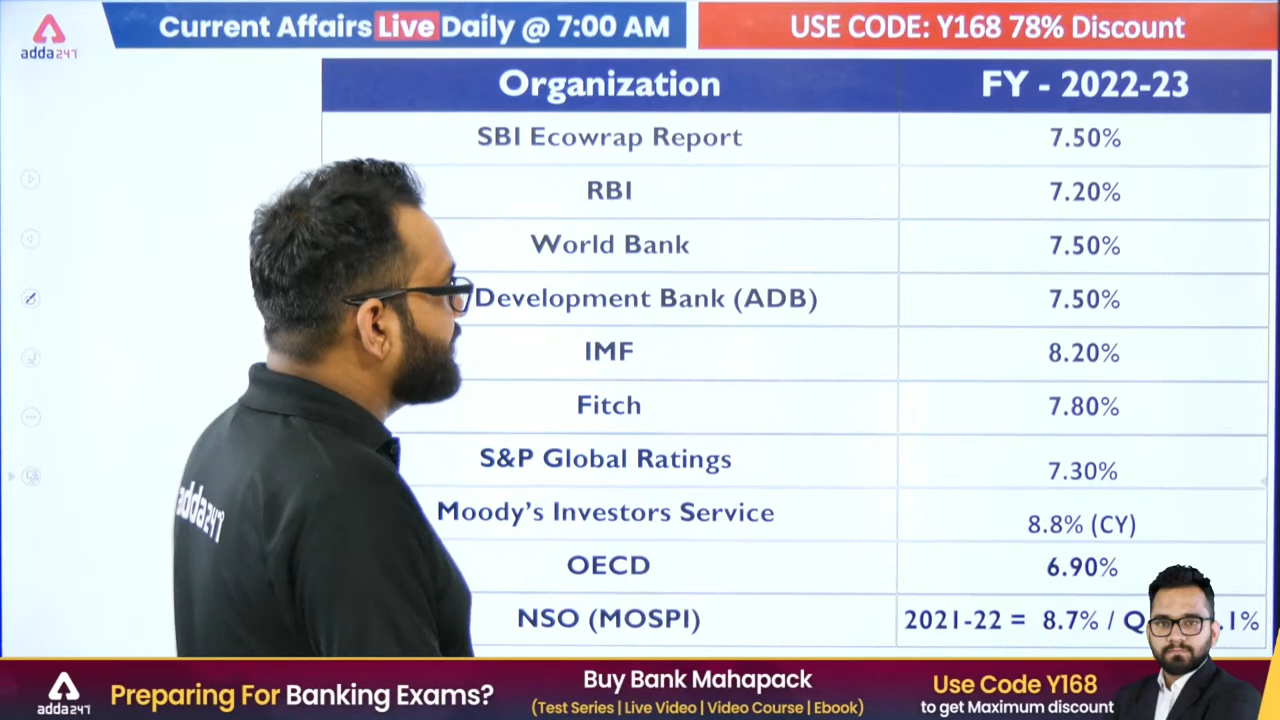 adda247
Current Affairs Live Daily @ 7:00 AM
USE CODE: Y168 78% Discount
Organization FY - 2022-23
SBI Ecowrap Report 7.50%
RBI 7.20%
World Bank 7.50%
Development Bank (ADB) 7.50%
IMF 8.20%
Fitch 7.80%
S&P Global Ratings 7.30%
Moody's Investors Service 8.8% (CY)
OECD 6.90%
NSO (MOSPI) 2021-22 = 8.7% / Q .1%
adda247
adda247
Preparing For Banking Exams?
Buy Bank Mahapack
(Test Series | Live Video | Video Course | Ebook)
Use Code Y168
to get Maximum discount